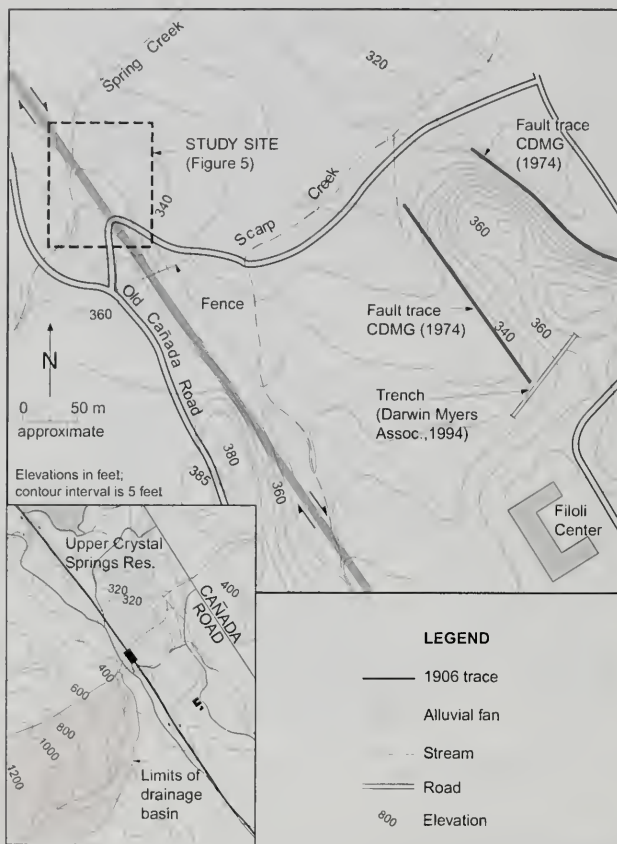 Spring Creek
320
STUDY SITE
(Figure 5)
Fault trace
CDMG
(1974)
340
Scarp Creek
360
Fence
360
Old Cañada Road
Fault trace
CDMG (1974)
340
360
N
0 50 m
approximate
Trench
(Darwin Myers
Assoc.,1994)
380
385
360
Elevations in feet;
contour interval is 5 feet
Filoli
Center
Upper Crystal
Springs Res.
320
320
400
CAÑADA
ROAD
400
600
800
1000
1200
Limits of
drainage
basin
LEGEND
1906 trace
Alluvial fan
Stream
Road
800 Elevation